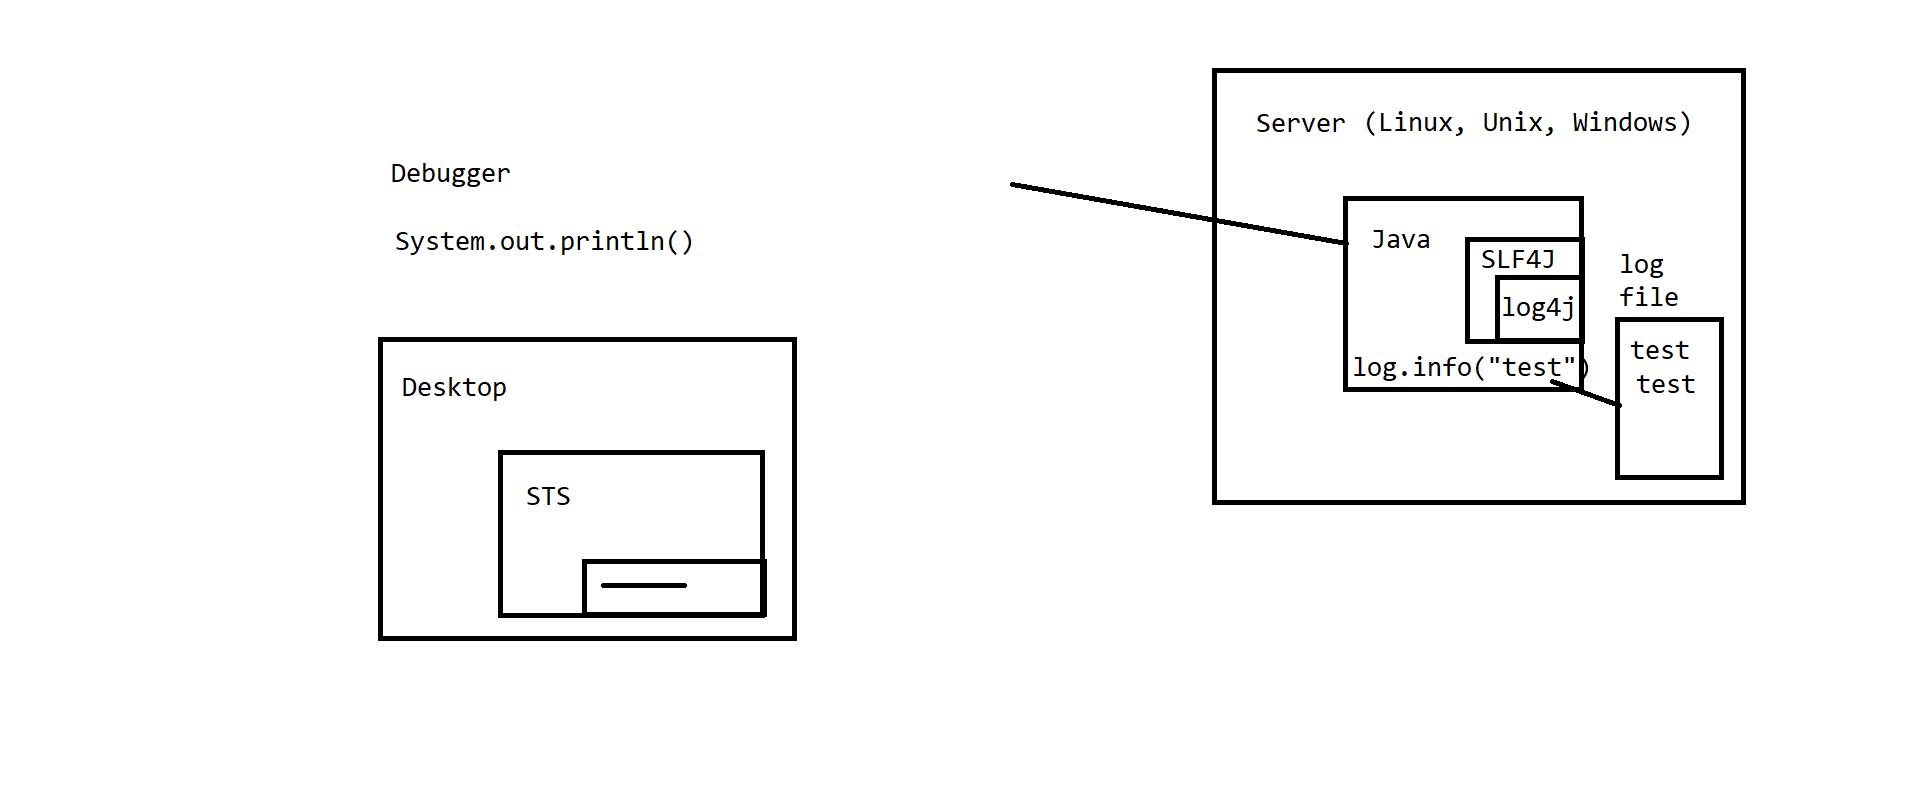 Debugger
System.out.println()
Desktop
STS
Server (Linux, Unix, Windows)
Java
SLF4J
log4j
log.info("test")
log
file
test
test